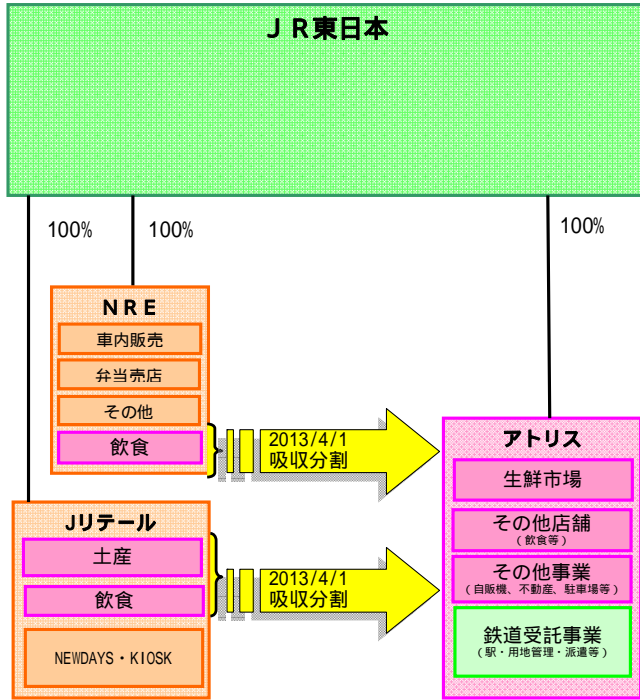 ＪＲ東日本
100%
100%
100%
ＮＲＥ
車内販売
弁当売店
その他
飲食
2013/4/1
吸収分割
Jリテール
土産
飲食
NEWDAYS・KIOSK
2013/4/1
吸収分割
アトリス
生鮮市場
その他店舗
（飲食等）
その他事業
（自販機、不動産、駐車場等）
鉄道受託事業
（駅・用地管理・派遣等）